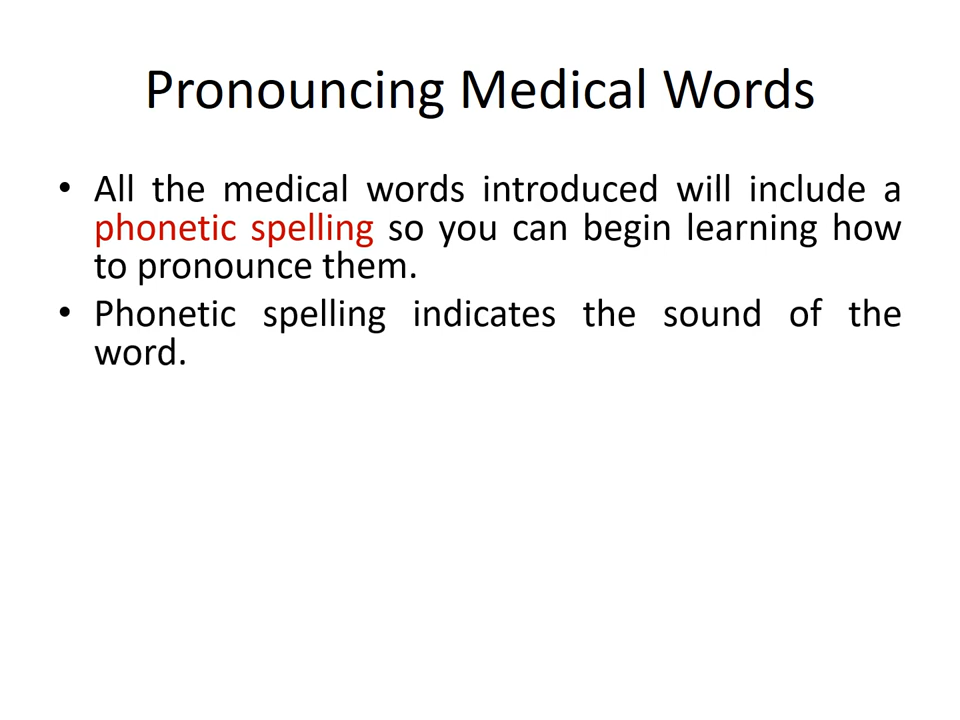 Pronouncing Medical Words
• All the medical words introduced will include a
phonetic spelling so you can begin learning how
to pronounce them.
• Phonetic spelling indicates the sound of the
word.